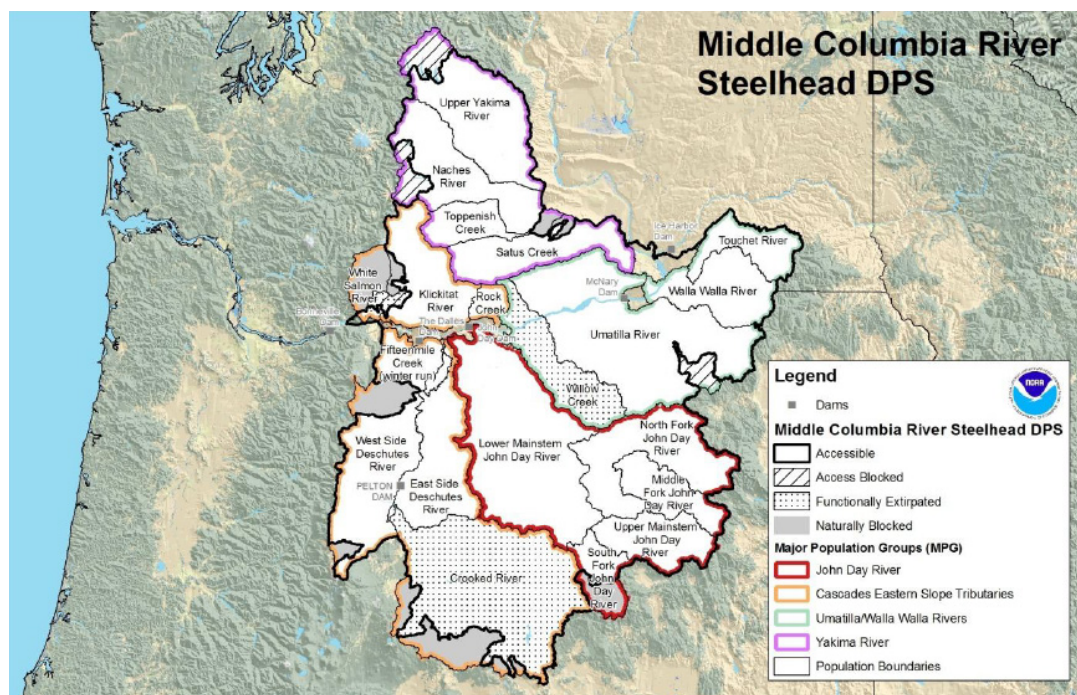 Middle Columbia River
Steelhead DPS
Upper Yakima
River
Naches
River
Toppenish
Creek
Satus Creek
Ice Harbor
Dam
Touchet River
White
Salmon
River
Klickitat
River
Rock
Creek
McNary
Dam
Walla Walla River
Bonneville
Dam
The Dalles
Dam
Day Dam
Umatilla River
Fifteenmile
Creek
(winter run)
Willow
Creek
North Fork
John Day
River
West Side
Deschutes
River
Lower Mainstem
John Day River
Middle
Fork John
Day River
PELTON
DAM
East Side
Deschutes
River
Upper Mainstem
John Day
River
South
Fork
John
Day
River
Crooked River
Legend
NOAA
Dams
Middle Columbia River Steelhead DPS
Accessible
Access Blocked
Functionally Extirpated
Naturally Blocked
Major Population Groups (MPG)
John Day River
Cascades Eastern Slope Tributaries
Umatilla/Walla Walla Rivers
Yakima River
Population Boundaries